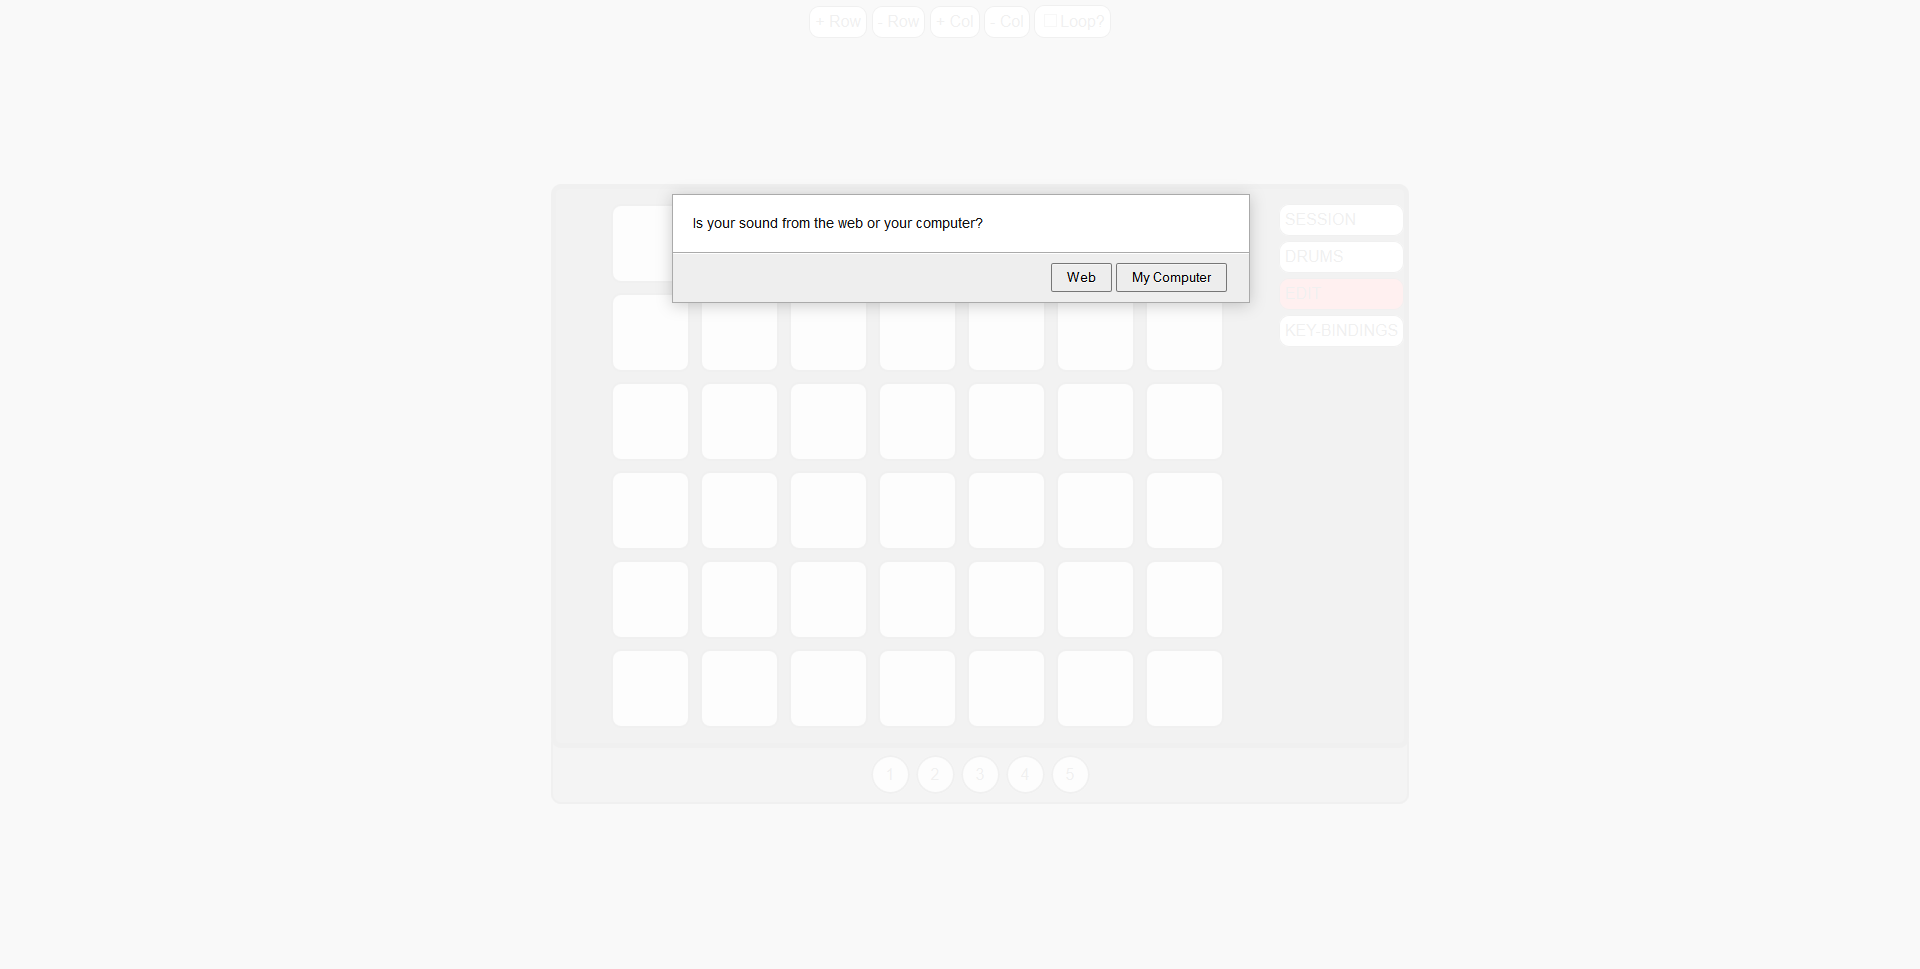 + Row - Row + Col - Col Loop?
Is your sound from the web or your computer?
Web My Computer
SESSION
DRUMS
EDIT
KEY-BINDINGS
1 2 3 4 5